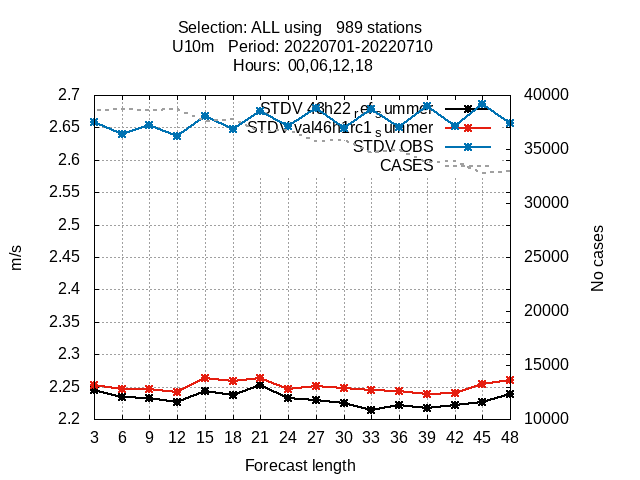 Selection: ALL using 989 stations
U10m Period: 20220701-20220710
Hours: 00,06,12,18
2.7
2.65
2.6
2.55
2.5
2.45
2.4
2.35
2.3
2.25
2.2
m/s
STDV val46h1rc1 summer
STDV OBS
CASES
40000
35000
30000
25000
20000
15000
10000
No cases
3 6 9 12 15 18 21 24 27 30 33 36 39 42 45 48
Forecast length